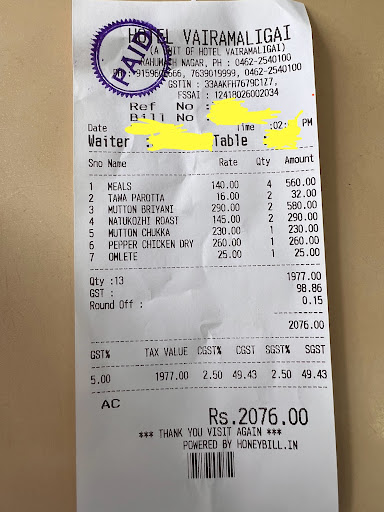 PAID
HOTEL VAIRAMALIGAI
(A UNIT OF HOTEL VAIRAMALIGAI)
NAGAR, PH : 0462-2540100
7639019999, 0462-2540100
GSTIN : 33AAKFH7679C1Z7,
FSSAI : 12418026002034
Ref No :
Bill No
Date Time :02: PM
Waiter : Table :
Sno Name Rate Qty Amount
1 MEALS 140.00 4 560.00
2 TAWA PAROTTA 16.00 2 32.00
3 MUTTON BRIYANI 290.00 2 580.00
4 NATUKOZHI ROAST 145.00 2 290.00
5 MUTTON CHUKKA 230.00 1 230.00
6 PEPPER CHICKEN DRY 260.00 1 260.00
7 OMLETE 25.00 1 25.00
Qty :13 1977.00
GST : 98.86
Round Off : 0.15
2076.00
GST% TAX VALUE CGST% CGST SGST% SGST
5.00 1977.00 2.50 49.43 2.50 49.43
AC
Rs.2076.00
*** THANK YOU VISIT AGAIN ***
POWERED BY HONEYBILL.IN